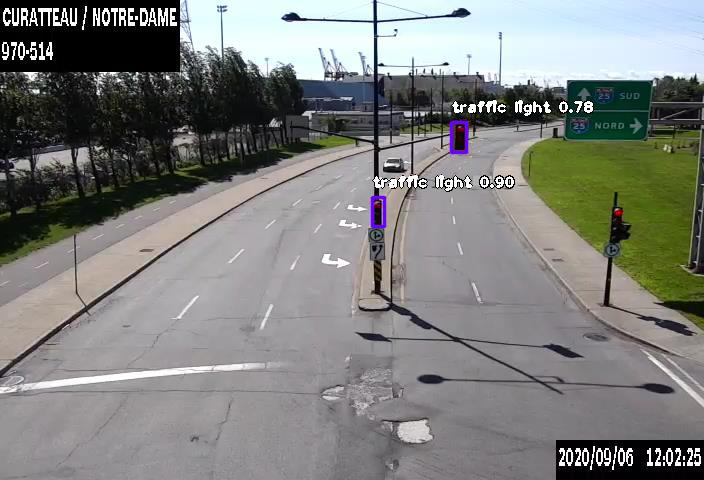 CURATTEAU / NOTRE-DAME
970-514
traffic light 0.78
25 SUD
25 NORD
traffic light 0.90
2020/09/06 12:02:25